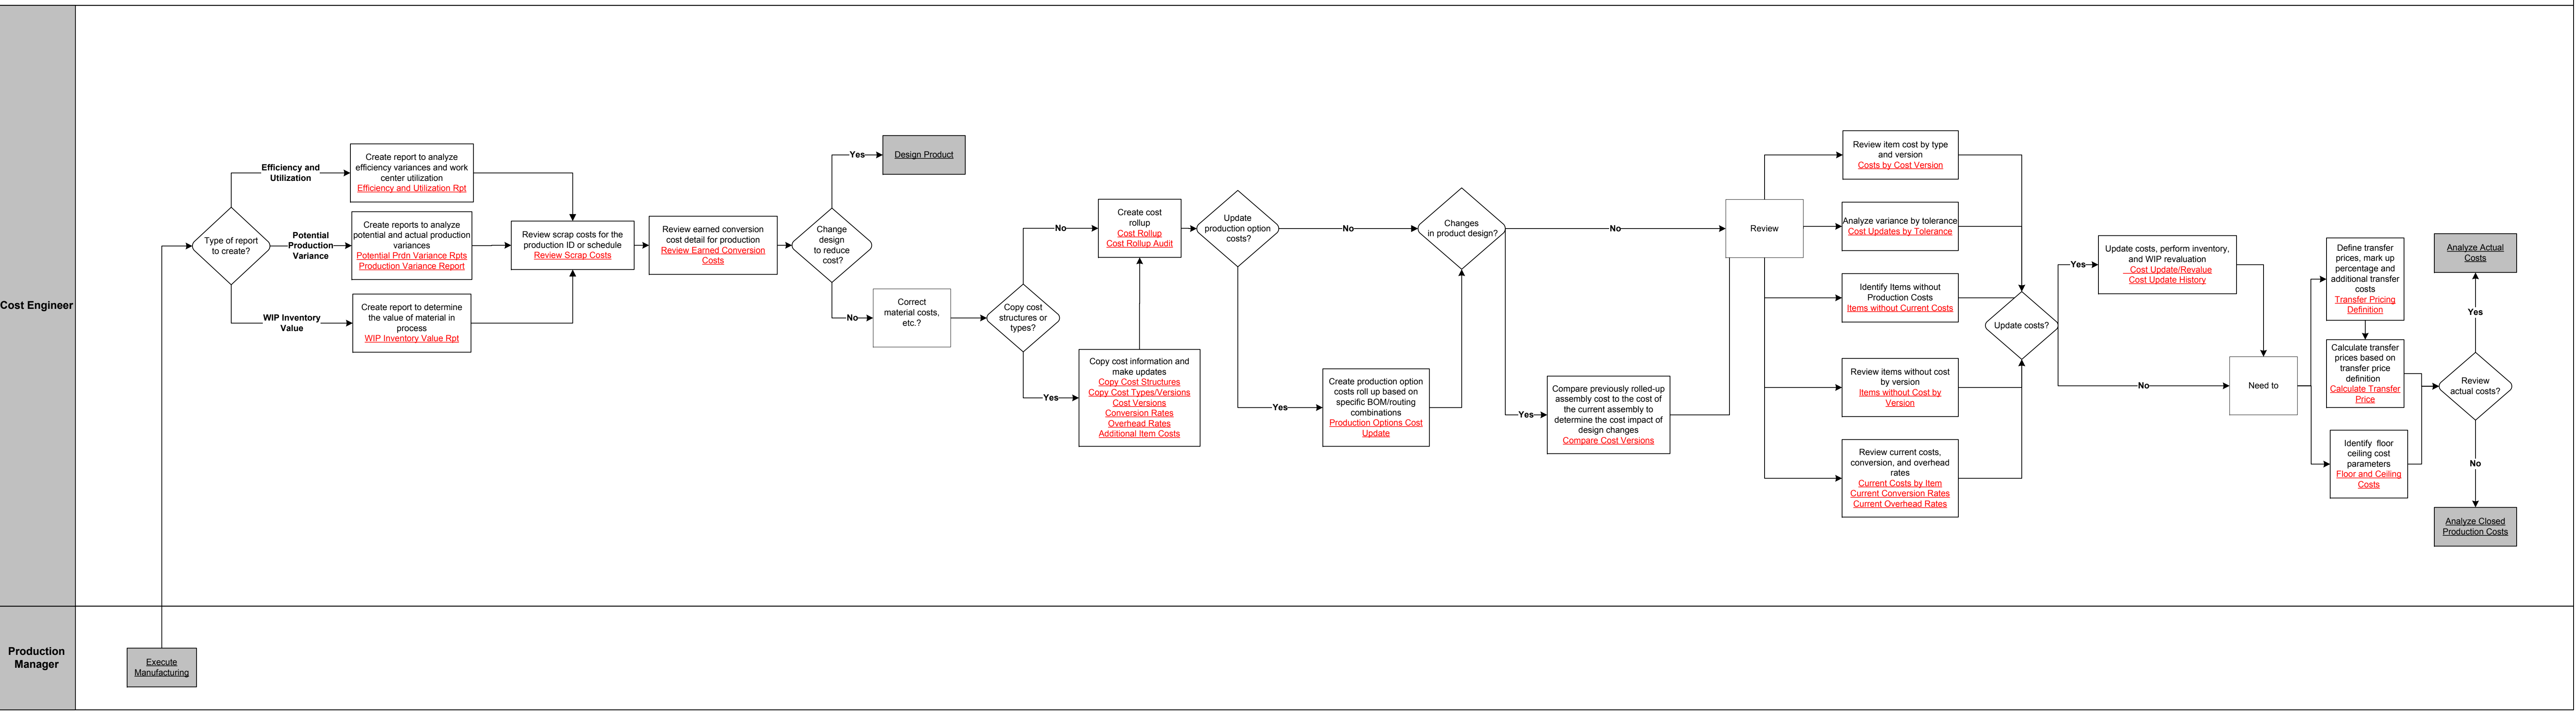 Cost Engineer
Type of report
to create?
Efficiency and
Utilization
Create report to analyze
efficiency variances and work
center utilization
Efficiency and Utilization Rpt
Potential
Production
Variance
Create reports to analyze
potential and actual production
variances
Potential Prdn Variance Rpts
Production Variance Report
WIP Inventory
Value
Create report to determine
the value of material in
process
WIP Inventory Value Rpt
Review scrap costs for the
production ID or schedule
Review Scrap Costs
Review earned conversion
cost detail for production
Review Earned Conversion
Costs
Change
design
to reduce
cost?
Yes
Design Product
No
Correct
material costs,
etc.?
Copy cost
structures or
types?
No
Create cost
rollup
Cost Rollup
Cost Rollup Audit
Yes
Copy cost information and
make updates
Copy Cost Structures
Copy Cost Types/Versions
Cost Versions
Conversion Rates
Overhead Rates
Additional Item Costs
Update
production option
costs?
No
Yes
Create production option
costs roll up based on
specific BOM/routing
combinations
Production Options Cost
Update
Changes
in product design?
No
Yes
Compare previously rolled-up
assembly cost to the cost of
the current assembly to
determine the cost impact of
design changes
Compare Cost Versions
Review
Review item cost by type
and version
Costs by Cost Version
Analyze variance by tolerance
Cost Updates by Tolerance
Identify Items without
Production Costs
Items without Current Costs
Review items without cost
by version
Items without Cost by
Version
Review current costs,
conversion, and overhead
rates
Current Costs by Item
Current Conversion Rates
Current Overhead Rates
Update costs?
Yes
Update costs, perform inventory,
and WIP revaluation
Cost Update/Revalue
Cost Update History
No
Need to
Define transfer
prices, mark up
percentage and
additional transfer
costs
Transfer Pricing
Definition
Calculate transfer
prices based on
transfer price
definition
Calculate Transfer
Price
Identify floor
ceiling cost
parameters
Floor and Ceiling
Costs
Review
actual costs?
Yes
Analyze Actual
Costs
No
Analyze Closed
Production Costs
Production
Manager
Execute
Manufacturing